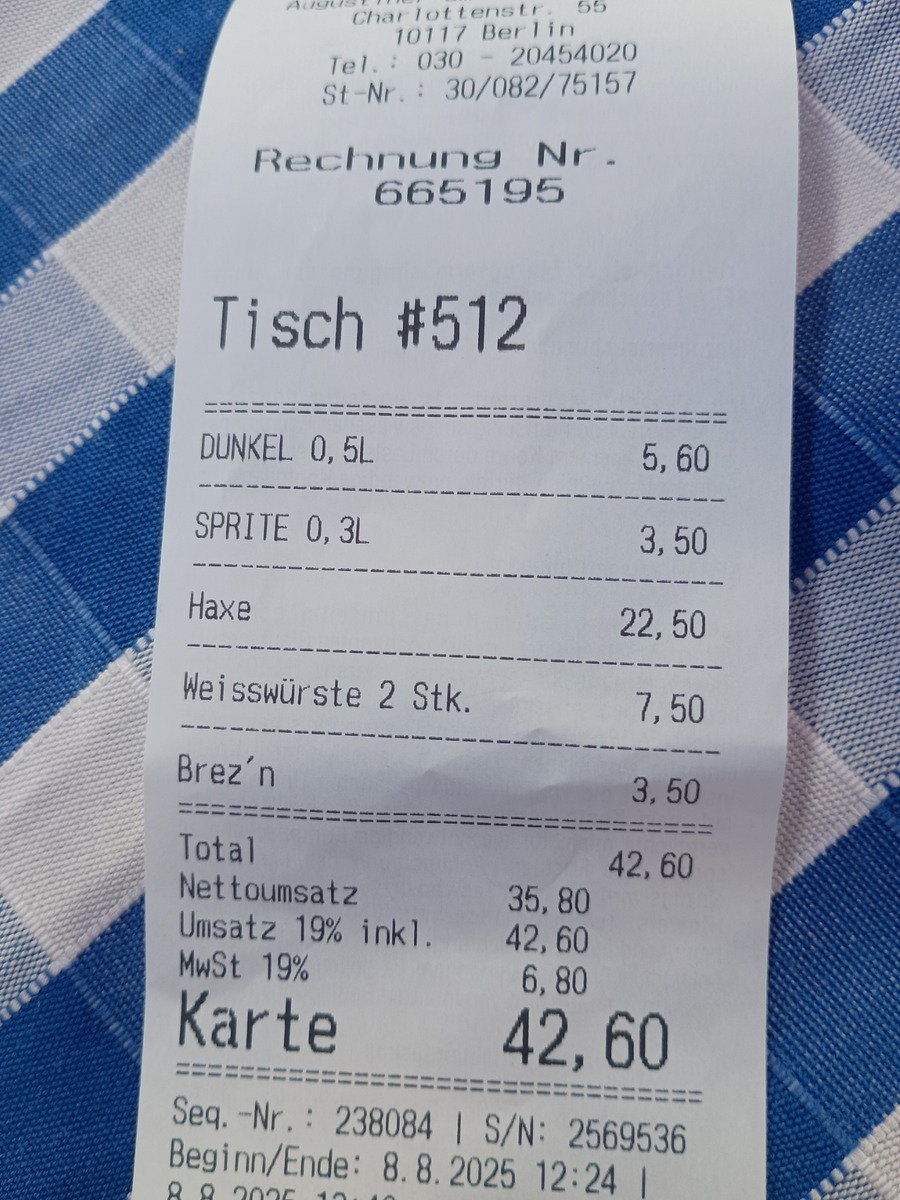 Charlottenstr. 55
10117 Berlin
Tel.: 030 - 20454020
St-Nr.: 30/082/75157
Rechnung Nr.
665195
Tisch #512
DUNKEL 0,5L 5,60
SPRITE 0,3L 3,50
Haxe 22,50
Weisswürste 2 Stk. 7,50
Brez´n 3,50
Total 42,60
Nettoumsatz 35,80
Umsatz 19% inkl. 42,60
MwSt 19% 6,80
Karte 42,60
Seq.-Nr.: 238084 | S/N: 2569536
Beginn/Ende: 8.8.2025 12:24 |
8.8.2025